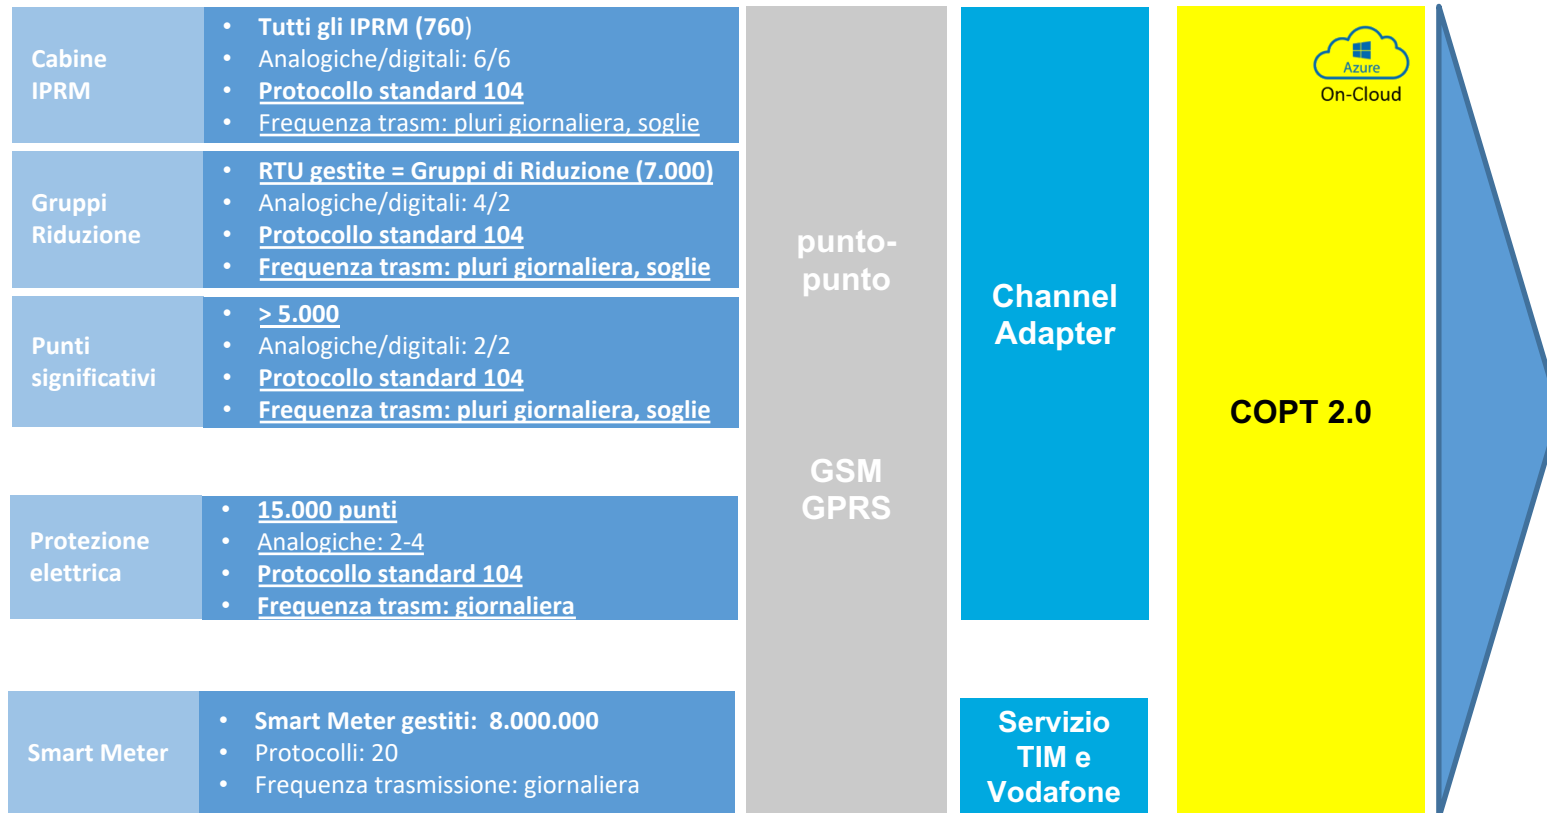 Cabine
IPRM
• Tutti gli IPRM (760)
• Analogiche/digitali: 6/6
• Protocollo standard 104
• Frequenza trasm: pluri giornaliera, soglie
Gruppi
Riduzione
• RTU gestite = Gruppi di Riduzione (7.000)
• Analogiche/digitali: 4/2
• Protocollo standard 104
• Frequenza trasm: pluri giornaliera, soglie
Punti
significativi
• > 5.000
• Analogiche/digitali: 2/2
• Protocollo standard 104
• Frequenza trasm: pluri giornaliera, soglie
Protezione
elettrica
• 15.000 punti
• Analogiche: 2-4
• Protocollo standard 104
• Frequenza trasm: giornaliera
Smart Meter
• Smart Meter gestiti: 8.000.000
• Protocolli: 20
• Frequenza trasmissione: giornaliera
punto-
punto
GSM
GPRS
Channel
Adapter
Servizio
TIM e
Vodafone
Azure
On-Cloud
COPT 2.0